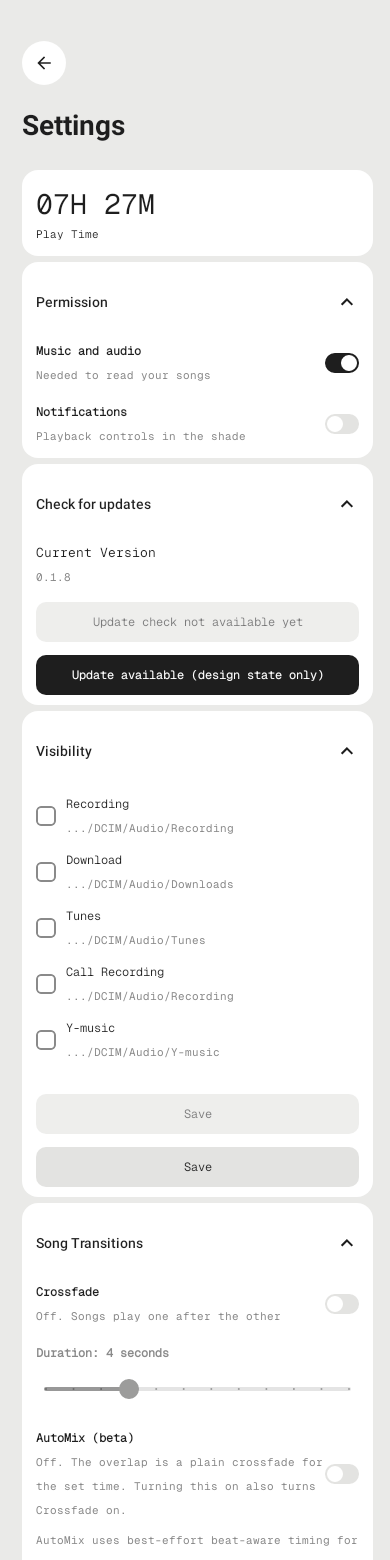 Settings
07H 27M
Play Time
Permission
Music and audio
Needed to read your songs
Notifications
Playback controls in the shade
Check for updates
Current Version
0.1.8
Update check not available yet
Update available (design state only)
Visibility
Recording
.../DCIM/Audio/Recording
Download
.../DCIM/Audio/Downloads
Tunes
.../DCIM/Audio/Tunes
Call Recording
.../DCIM/Audio/Recording
Y-music
.../DCIM/Audio/Y-music
Save
Save
Song Transitions
Crossfade
Off. Songs play one after the other
Duration: 4 seconds
AutoMix (beta)
Off. The overlap is a plain crossfade for
the set time. Turning this on also turns
Crossfade on.
AutoMix uses best-effort beat-aware timing for